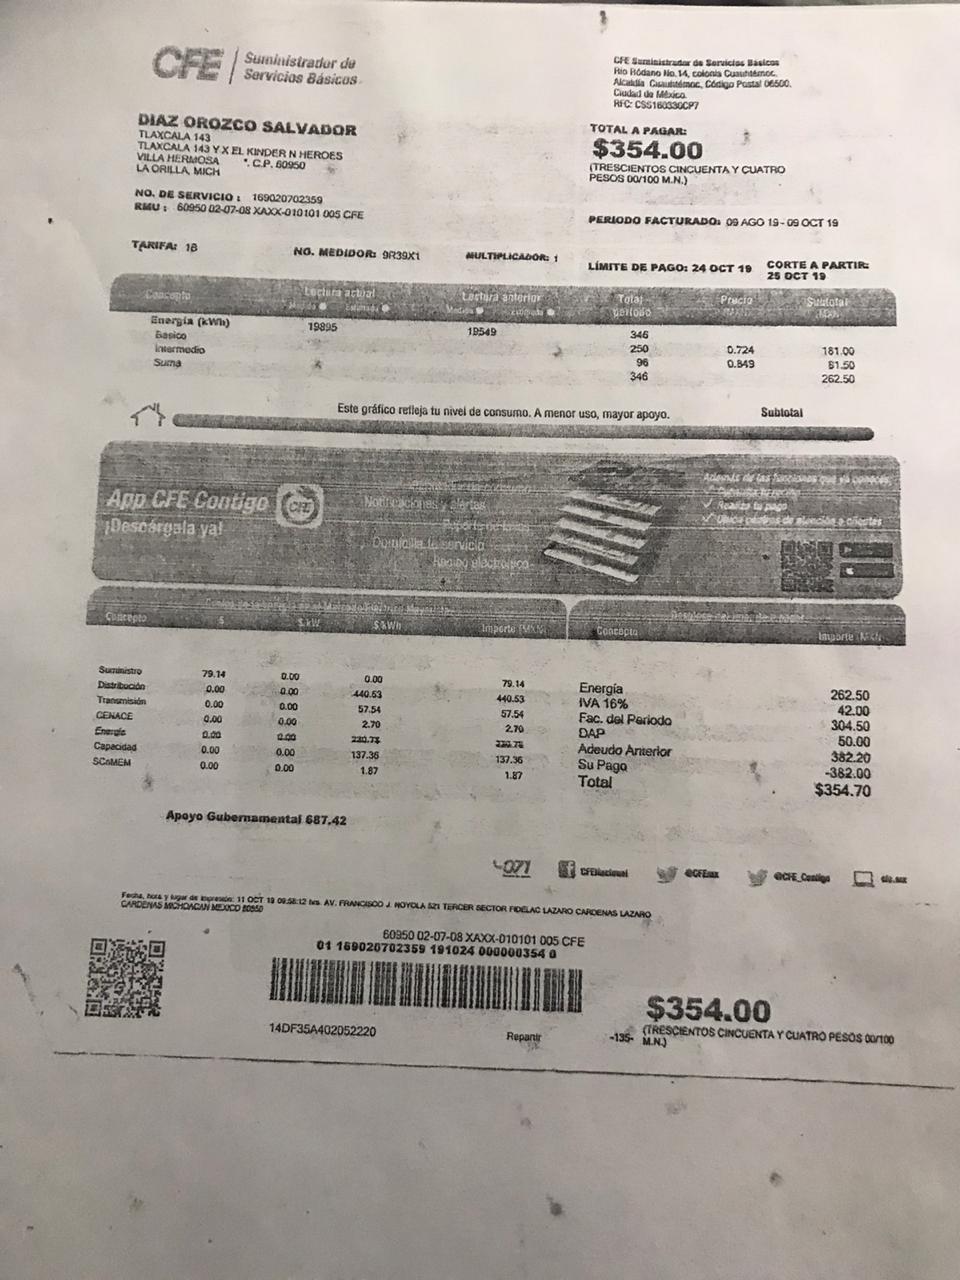 CFE Suministrador de
Servicios Básicos
CFE Suministrador de Servicios Básicos
Río Ródano No.14, colonia Cuauhtémoc,
Alcaldía Cuauhtémoc, Código Postal 06500,
Ciudad de México.
RFC: CSS160330CP7
DIAZ OROZCO SALVADOR
TLAXCALA 143
TLAXCALA 143 Y X EL KINDER N HEROES
VILLA HERMOSA *. C.P. 60950
LA ORILLA, MICH
TOTAL A PAGAR:
$354.00
(TRESCIENTOS CINCUENTA Y CUATRO
PESOS 00/100 M.N.)
NO. DE SERVICIO : 169020702359
RMU : 60950 02-07-08 XAXX-010101 005 CFE
PERIODO FACTURADO: 09 AGO 19 - 09 OCT 19
TARIFA: 1B NO. MEDIDOR: 9R39X1 MULTIPLICADOR: 1
LÍMITE DE PAGO: 24 OCT 19 CORTE A PARTIR:
25 OCT 19
Concepto Lectura actual Lectura anterior Total Precio Subtotal
Medida Estimada Medida Estimada periodo (MXN) (MXN)
Energía (kWh) 19895 19549 346
Basico 250 0.724 181.00
Intermedio 96 0.849 81.50
Suma 346 262.50
Este gráfico refleja tu nivel de consumo. A menor uso, mayor apoyo. Subtotal
App CFE Contigo
¡Descárgala ya!
CFE
Notificaciones y alertas
Domicilia tu servicio
Recibo electrónico
Además de las funciones que ya conoces,
Realiza tu pago
Concepto $ $/kW $/kWh Importe (MXN)
Concepto Importe (MXN)
Suministro 79.14 0.00 0.00 79.14
Distribución 0.00 0.00 440.53 440.53
Transmisión 0.00 0.00 57.54 57.54
CENACE 0.00 0.00 2.70 2.70
Energía 0.00 0.00
Capacidad 0.00 0.00 137.36 137.36
SCnMEM 0.00 0.00 1.87 1.87
Energía 262.50
IVA 16% 42.00
Fac. del Periodo 304.50
DAP 50.00
Adeudo Anterior 382.20
Su Pago -382.00
Total $354.70
Apoyo Gubernamental 687.42
071 CFENacional @CFEmx @CFE_Contigo cfe.mx
Fecha, hora y lugar de impresión: 11 OCT 19 09:58:12 hrs. AV. FRANCISCO J. NOYOLA 521 TERCER SECTOR FIDELAC LAZARO CARDENAS LAZARO
CARDENAS MICHOACAN MEXICO 60950
60950 02-07-08 XAXX-010101 005 CFE
01 169020702359 191024 000000354 0
14DF35A402052220
Repartir
-135-
$354.00
(TRESCIENTOS CINCUENTA Y CUATRO PESOS 00/100
M.N.)